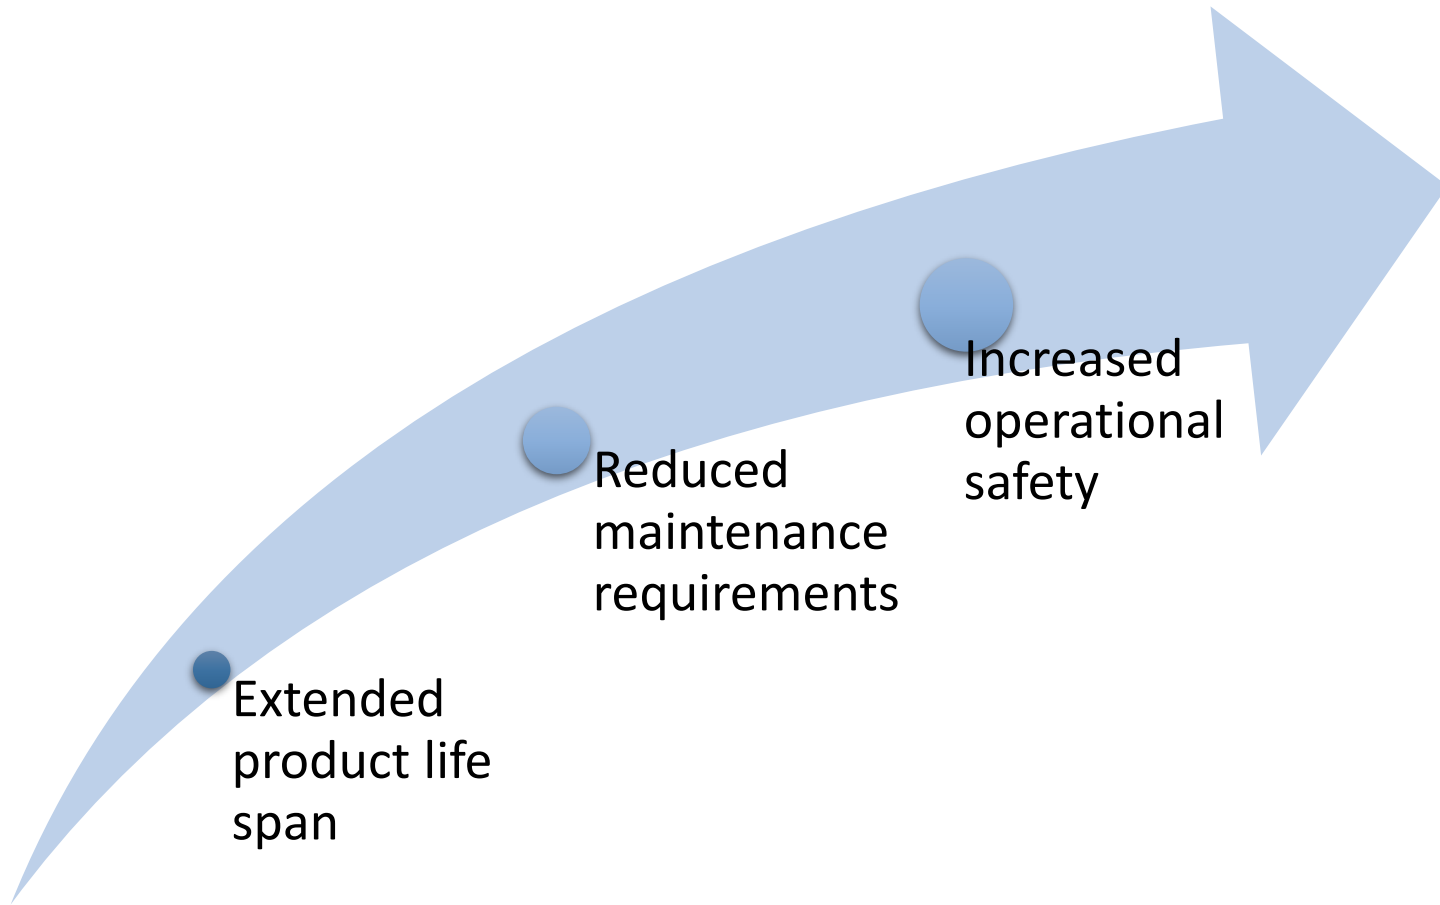 Increased
operational
safety
Reduced
maintenance
requirements
Extended
product life
span